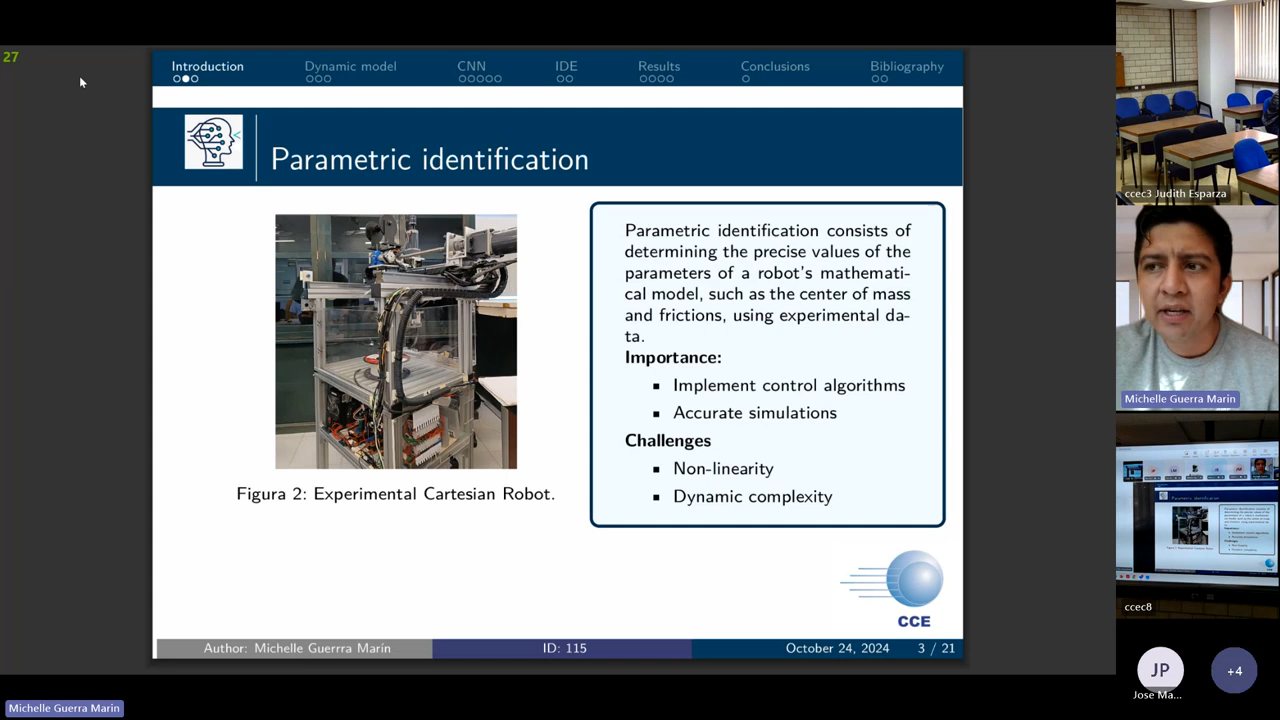 27
Introduction
Dynamic model
CNN
IDE
Results
Conclusions
Bibliography
Parametric identification
Parametric identification consists of
determining the precise values of the
parameters of a robot's mathemati-
cal model, such as the center of mass
and frictions, using experimental da-
ta.
Importance:
▪ Implement control algorithms
▪ Accurate simulations
Challenges
▪ Non-linearity
▪ Dynamic complexity
Figura 2: Experimental Cartesian Robot.
CCE
Author: Michelle Guerrra Marín
ID: 115
October 24, 2024
3 / 21
Michelle Guerra Marin
ccec3 Judith Esparza
Michelle Guerra Marin
Parametric identification
ccec8
JP
Jose Ma...
+4